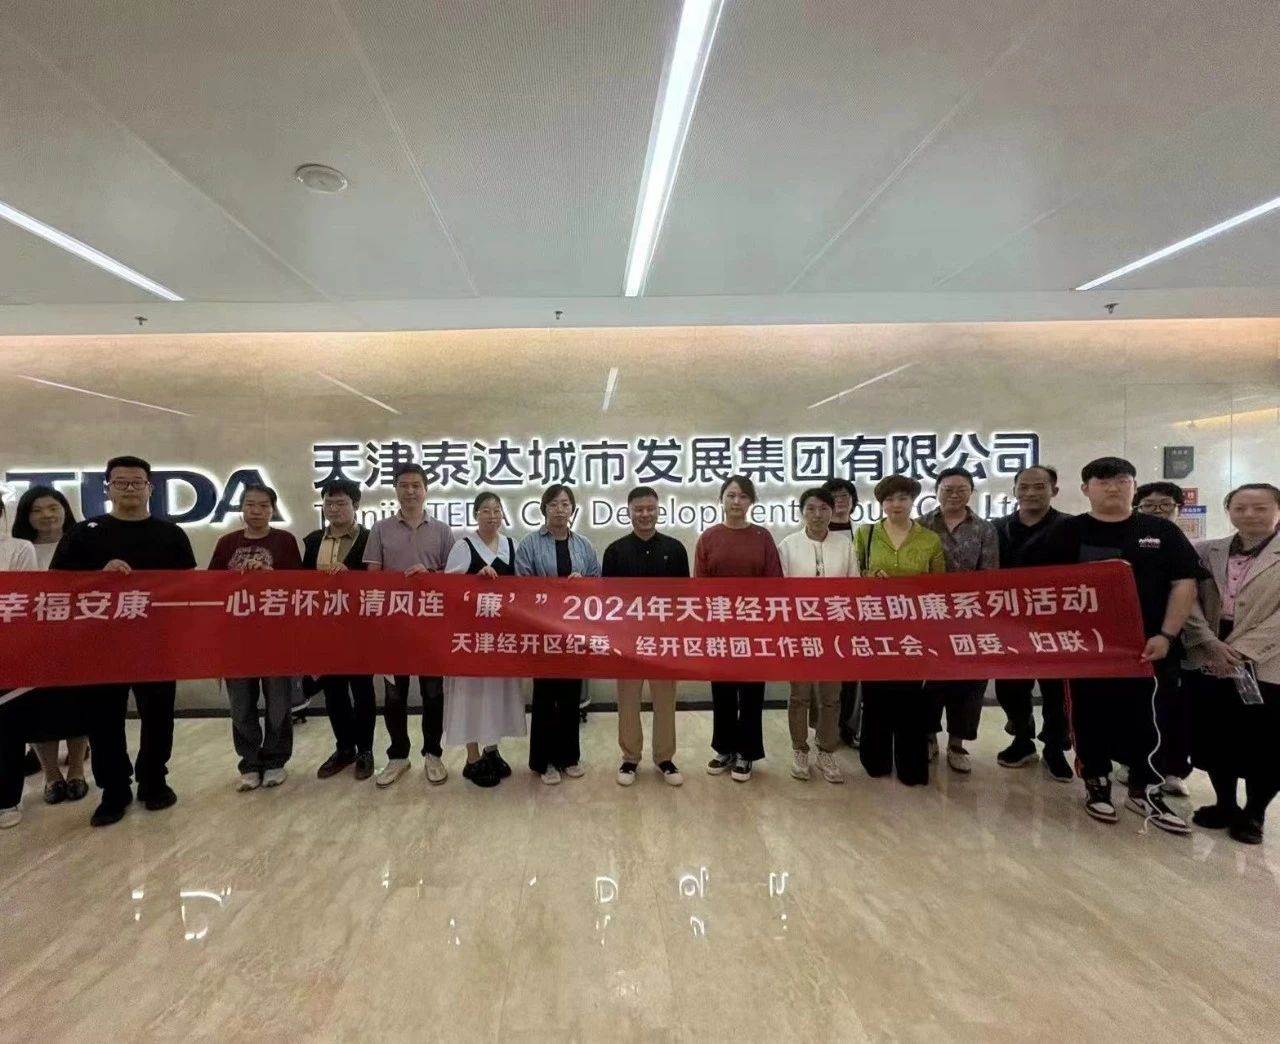 TEDA
天津泰达城市发展集团有限公司
TEDA City Development
幸福安康——心若怀冰 清风连‘廉’”2024年天津经开区家庭助廉系列活动
天津经开区纪委、经开区群团工作部（总工会、团委、妇联）